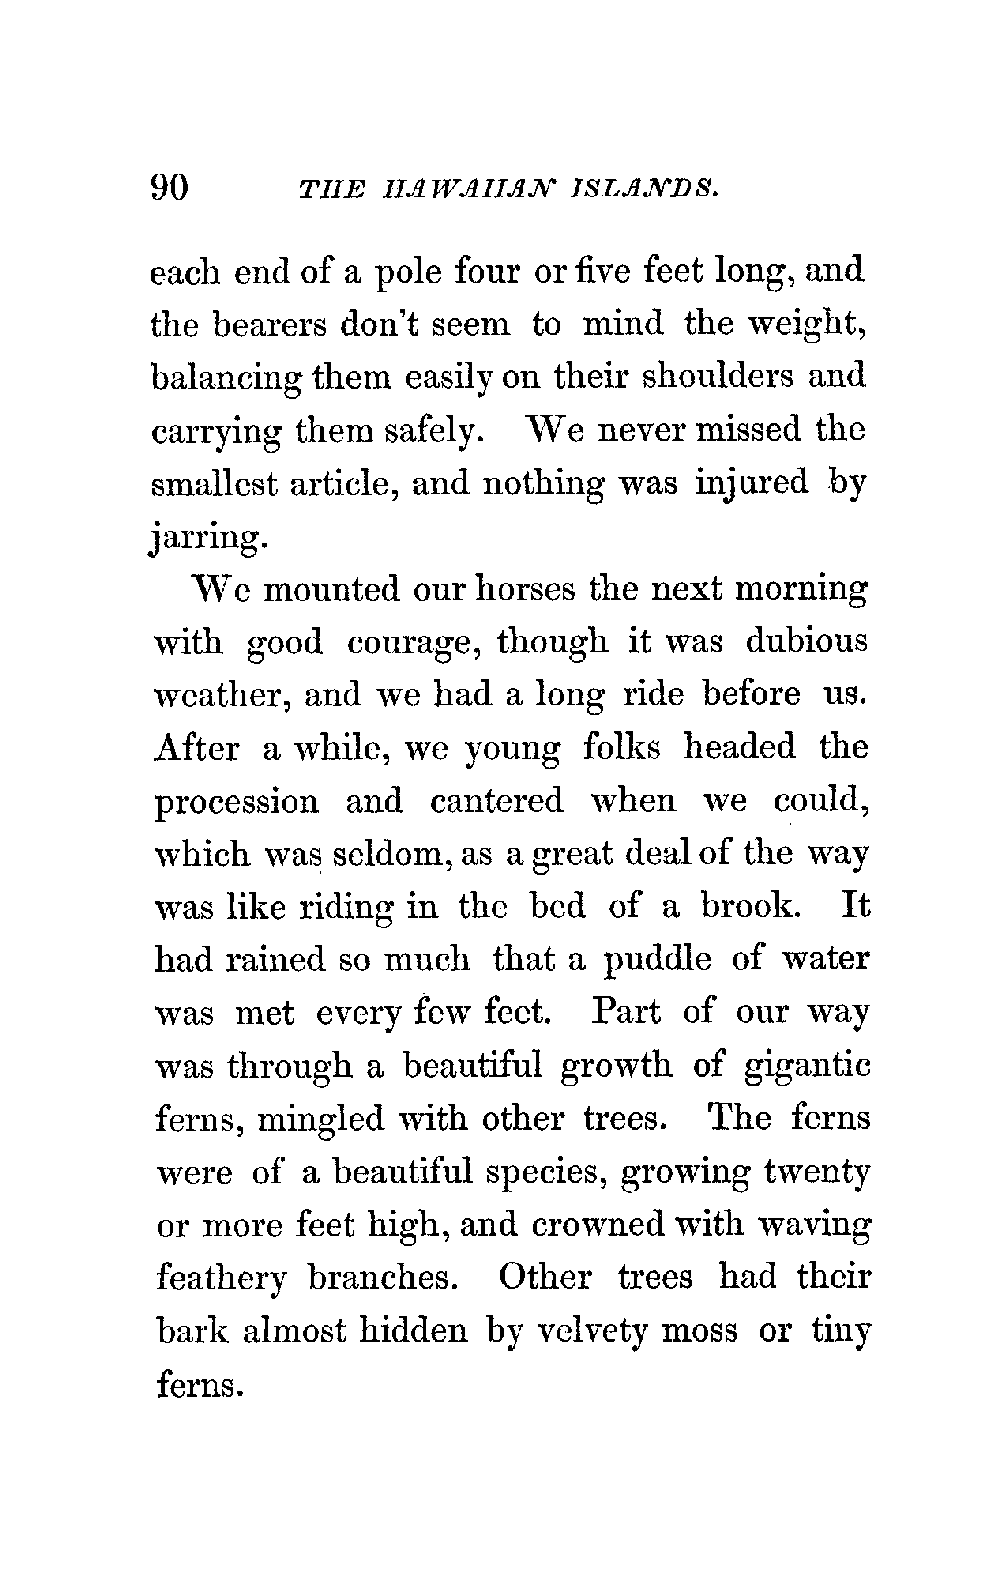 90 THE HAWAIIAN ISLANDS.
each end of a pole four or five feet long, and
the bearers don't seem to mind the weight,
balancing them easily on their shoulders and
carrying them safely. We never missed the
smallest article, and nothing was injured by
jarring.
We mounted our horses the next morning
with good courage, though it was dubious
weather, and we had a long ride before us.
After a while, we young folks headed the
procession and cantered when we could,
which was seldom, as a great deal of the way
was like riding in the bed of a brook. It
had rained so much that a puddle of water
was met every few feet. Part of our way
was through a beautiful growth of gigantic
ferns, mingled with other trees. The ferns
were of a beautiful species, growing twenty
or more feet high, and crowned with waving
feathery branches. Other trees had their
bark almost hidden by velvety moss or tiny
ferns.